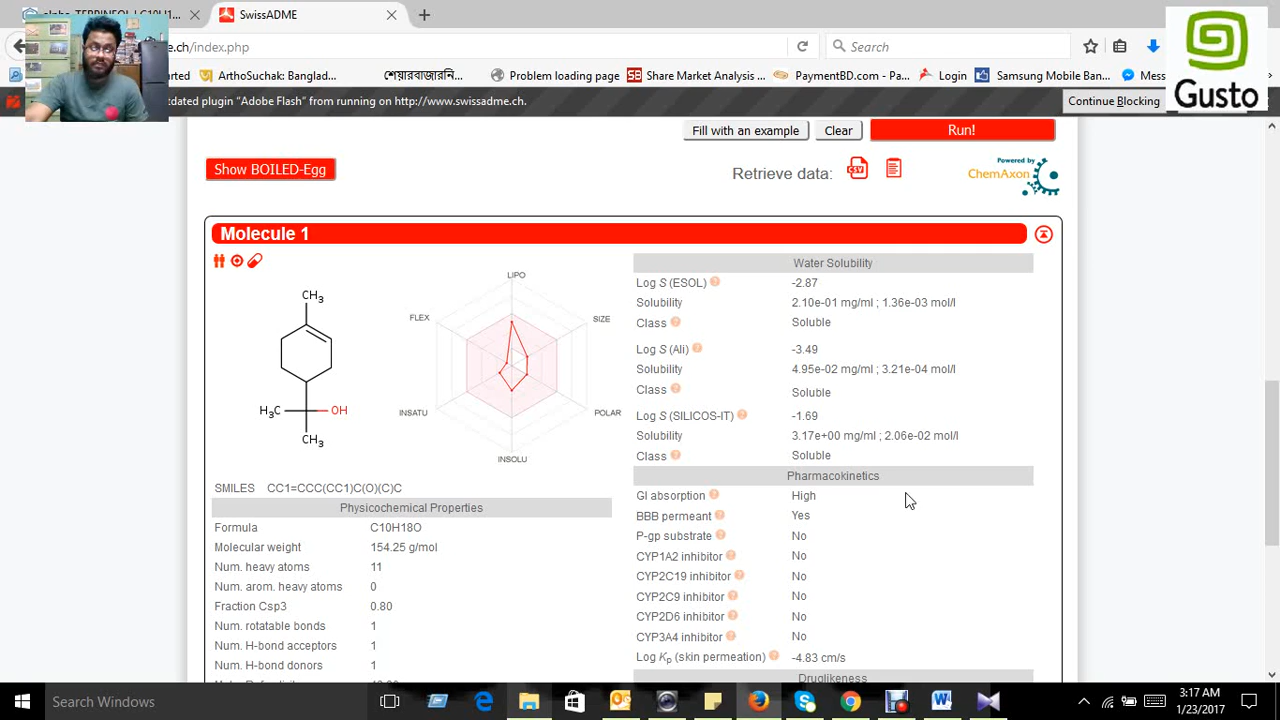 TERPINEOL | C10H1
SwissADME
e.ch/index.php
Search
arted
ArthoSuchak: Banglad...
শেয়ারবাজারনি...
Problem loading page
Share Market Analysis ...
PaymentBD.com - Pay...
Login
Samsung Mobile Ban...
Mess
tdated plugin “Adobe Flash” from running on http://www.swissadme.ch.
Continue Blocking
Gusto
Fill with an example
Clear
Run!
Show BOILED-Egg
Retrieve data:
CSV
Powered by
ChemAxon
Molecule 1
CH3
H3C
OH
CH3
LIPO
FLEX
SIZE
INSATU
POLAR
INSOLU
SMILES CC1=CCC(CC1)C(O)(C)C
Physicochemical Properties
Formula C10H18O
Molecular weight 154.25 g/mol
Num. heavy atoms 11
Num. arom. heavy atoms 0
Fraction Csp3 0.80
Num. rotatable bonds 1
Num. H-bond acceptors 1
Num. H-bond donors 1
Water Solubility
Log S (ESOL) ? -2.87
Solubility 2.10e-01 mg/ml ; 1.36e-03 mol/l
Class ? Soluble
Log S (Ali) ? -3.49
Solubility 4.95e-02 mg/ml ; 3.21e-04 mol/l
Class ? Soluble
Log S (SILICOS-IT) ? -1.69
Solubility 3.17e+00 mg/ml ; 2.06e-02 mol/l
Class ? Soluble
Pharmacokinetics
GI absorption ? High
BBB permeant ? Yes
P-gp substrate ? No
CYP1A2 inhibitor ? No
CYP2C19 inhibitor ? No
CYP2C9 inhibitor ? No
CYP2D6 inhibitor ? No
CYP3A4 inhibitor ? No
Log Kp (skin permeation) ? -4.83 cm/s
Druglikeness
Search Windows
3:17 AM
1/23/2017